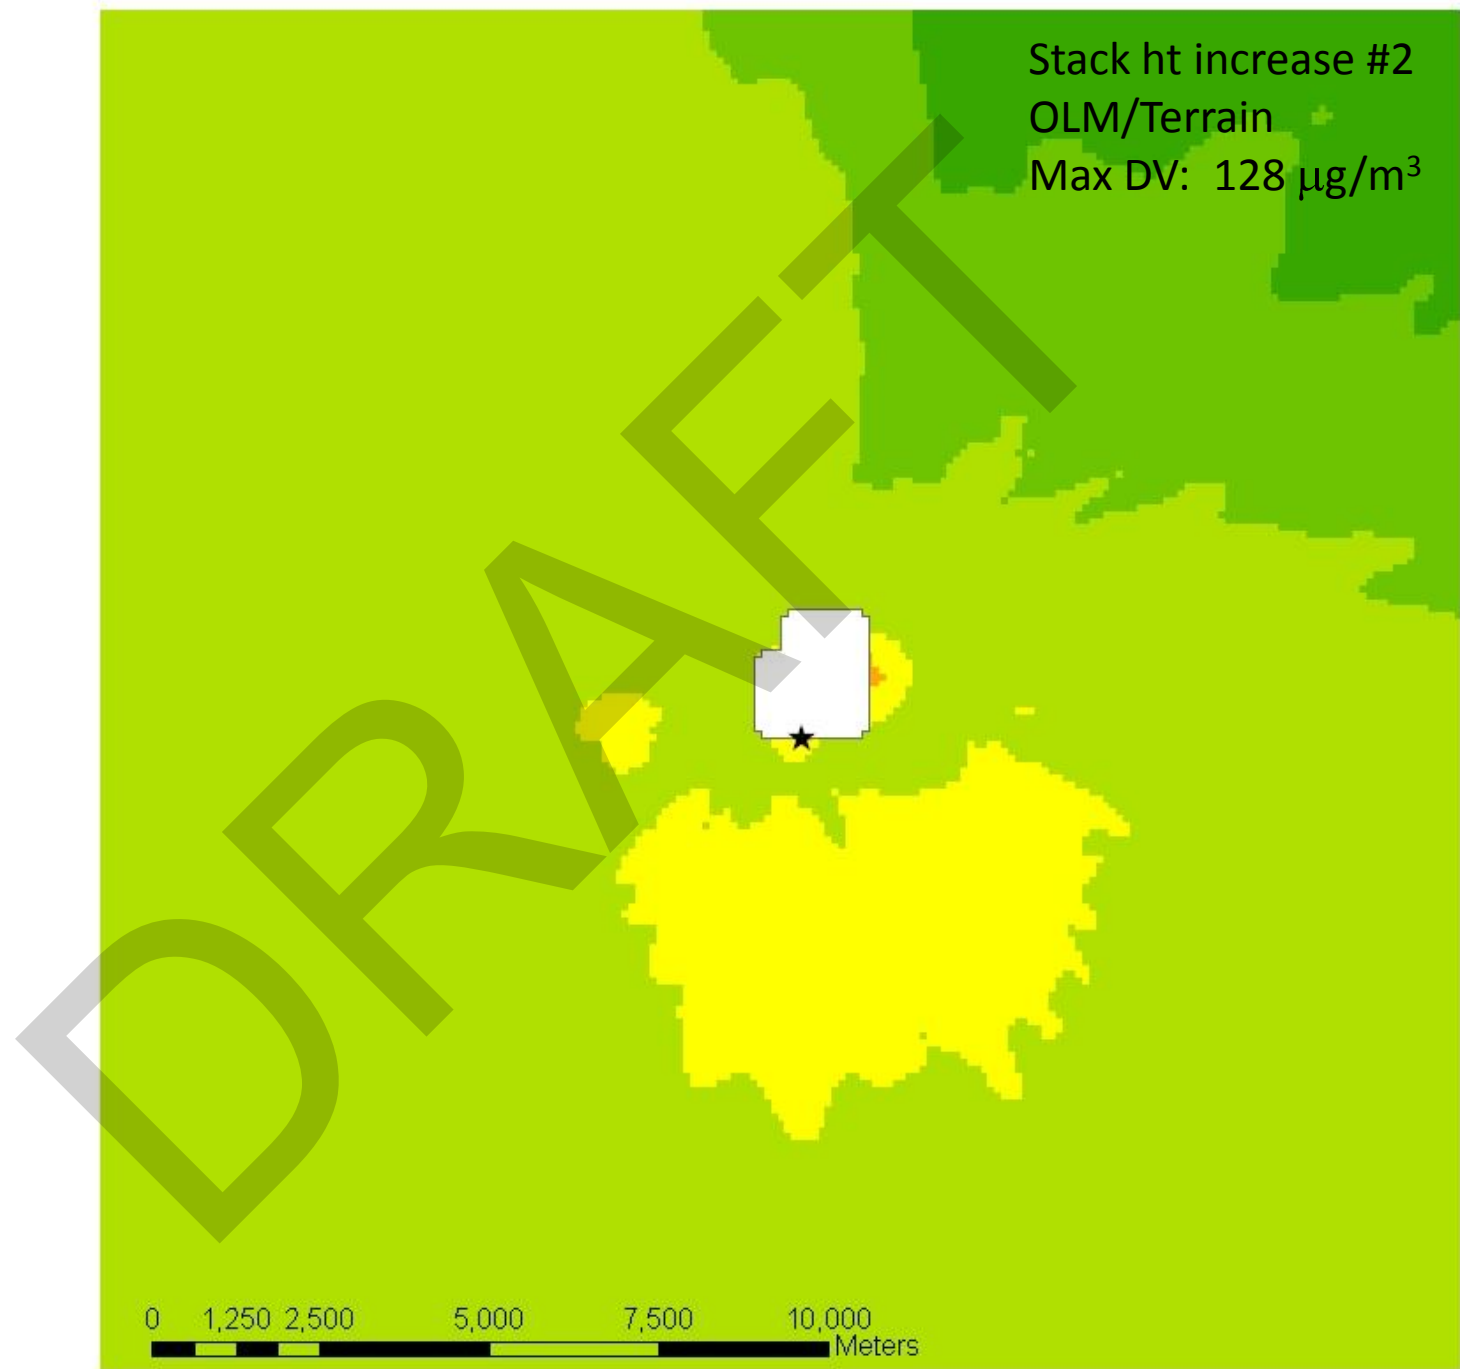 Stack ht increase #2
OLM/Terrain
Max DV: 128 μg/m³
DRAFT
0 1,250 2,500 5,000 7,500 10,000
Meters